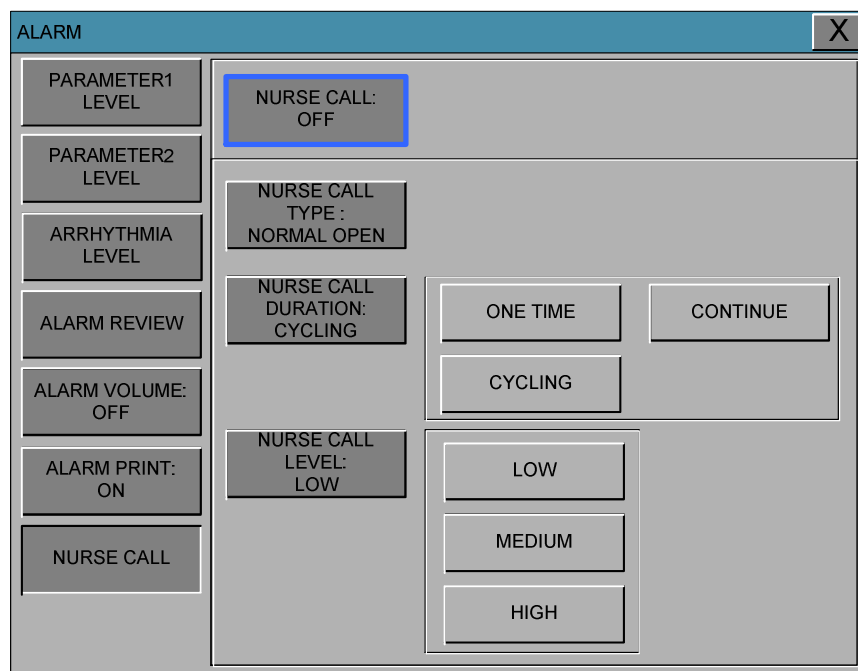 ALARM
X
PARAMETER1
LEVEL
PARAMETER2
LEVEL
ARRHYTHMIA
LEVEL
ALARM REVIEW
ALARM VOLUME:
OFF
ALARM PRINT:
ON
NURSE CALL
NURSE CALL:
OFF
NURSE CALL
TYPE :
NORMAL OPEN
NURSE CALL
DURATION:
CYCLING
ONE TIME
CONTINUE
CYCLING
NURSE CALL
LEVEL:
LOW
LOW
MEDIUM
HIGH